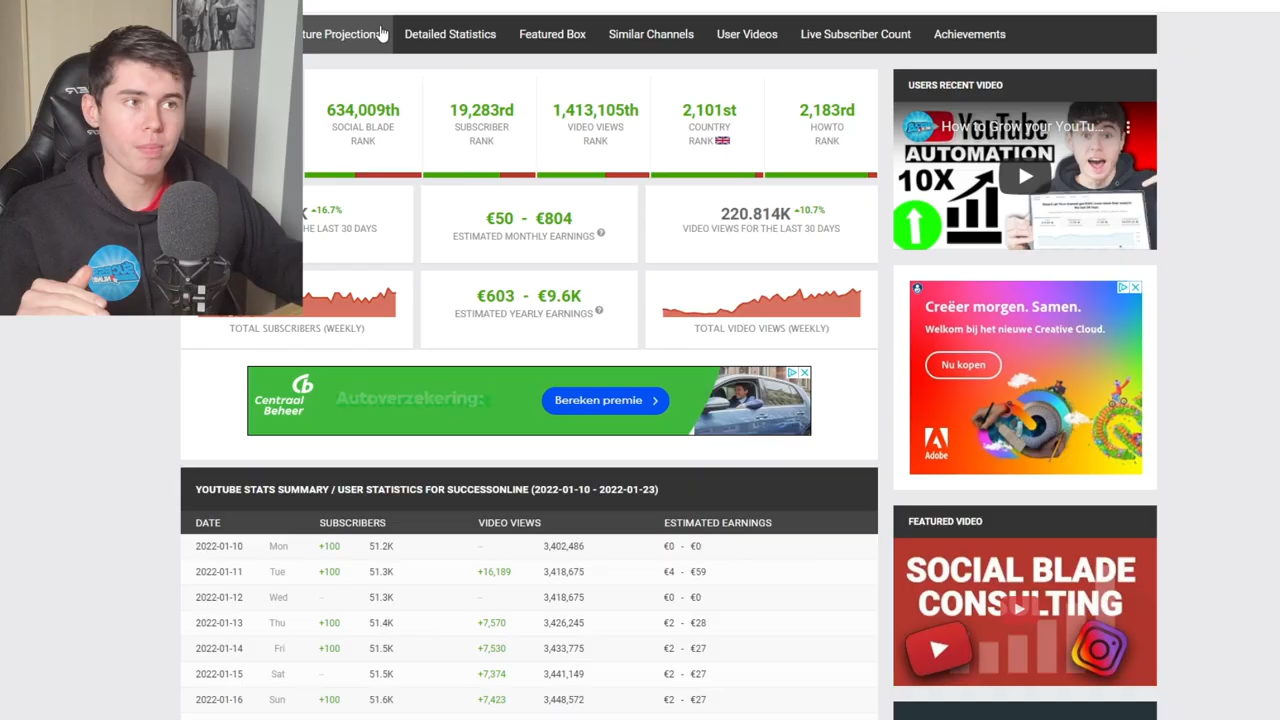 ture Projections Detailed Statistics Featured Box Similar Channels User Videos Live Subscriber Count Achievements
634,009th 19,283rd 1,413,105th 2,101st 2,183rd
SOCIAL BLADE RANK SUBSCRIBER RANK VIDEO VIEWS RANK COUNTRY RANK HOWTO RANK
K 16.7% €50 - €804 220.814K 10.7%
HE LAST 30 DAYS ESTIMATED MONTHLY EARNINGS VIDEO VIEWS FOR THE LAST 30 DAYS
€603 - €9.6K
ESTIMATED YEARLY EARNINGS
TOTAL SUBSCRIBERS (WEEKLY) TOTAL VIDEO VIEWS (WEEKLY)
Centraal Beheer
Autoverzekering:
Bereken premie
YOUTUBE STATS SUMMARY / USER STATISTICS FOR SUCCESSONLINE (2022-01-10 - 2022-01-23)
DATE SUBSCRIBERS VIDEO VIEWS ESTIMATED EARNINGS
2022-01-10 Mon +100 51.2K -- 3,402,486 €0 - €0
2022-01-11 Tue +100 51.3K +16,189 3,418,675 €4 - €59
2022-01-12 Wed -- 51.3K -- 3,418,675 €0 - €0
2022-01-13 Thu +100 51.4K +7,570 3,426,245 €2 - €28
2022-01-14 Fri +100 51.5K +7,530 3,433,775 €2 - €27
2022-01-15 Sat -- 51.5K +7,374 3,441,149 €2 - €27
2022-01-16 Sun +100 51.6K +7,423 3,448,572 €2 - €27
USERS RECENT VIDEO
How to Grow your YouTu...
YouTube
AUTOMATION
10X
Creëer morgen. Samen.
Welkom bij het nieuwe Creative Cloud.
Nu kopen
Adobe
FEATURED VIDEO
SOCIAL BLADE
CONSULTING